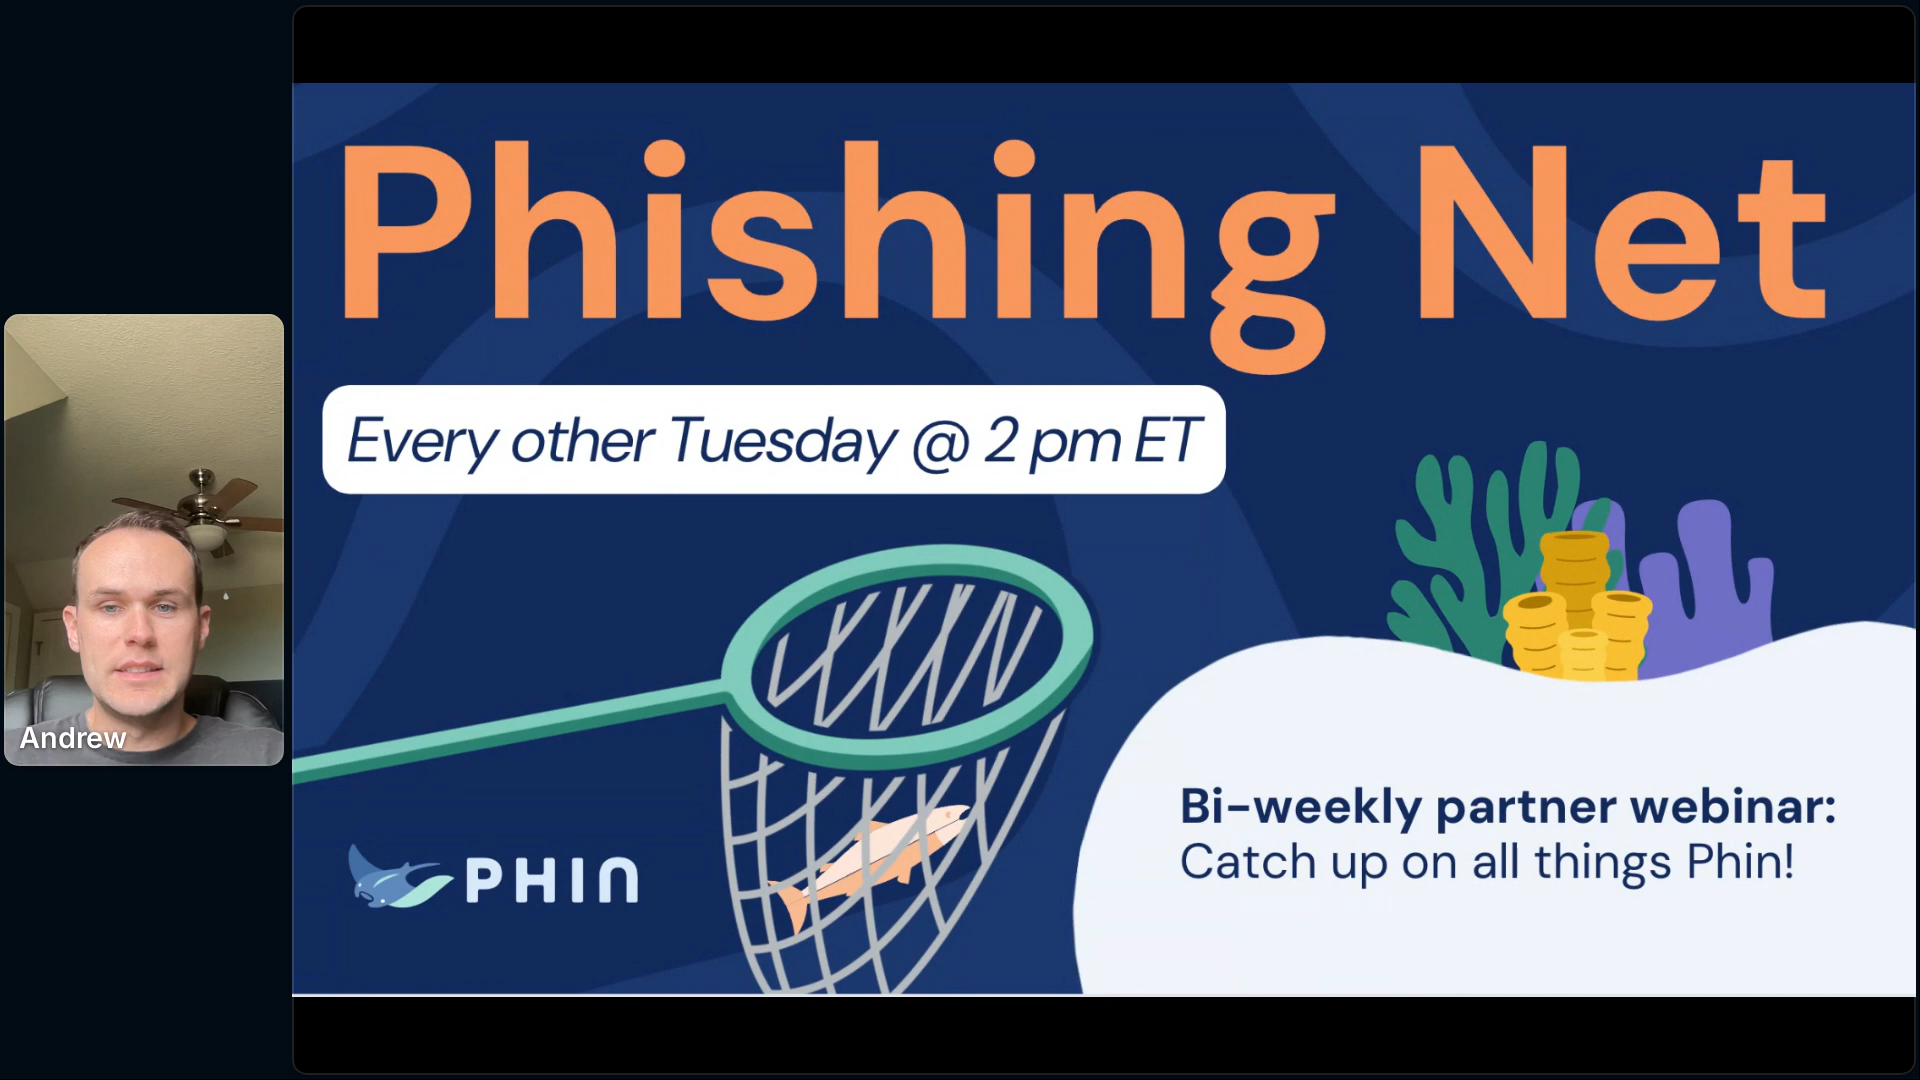 Phishing Net
Every other Tuesday @ 2 pm ET
Andrew
PHIN
Bi-weekly partner webinar:
Catch up on all things Phin!